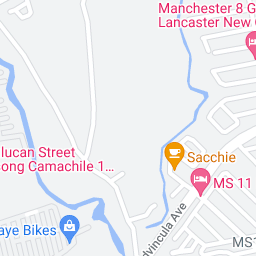 Manchester 8 G
Lancaster New
lucan Street
ong Camachile 1...
Sacchie
MS 11
aye Bikes
dvincula Ave
MS